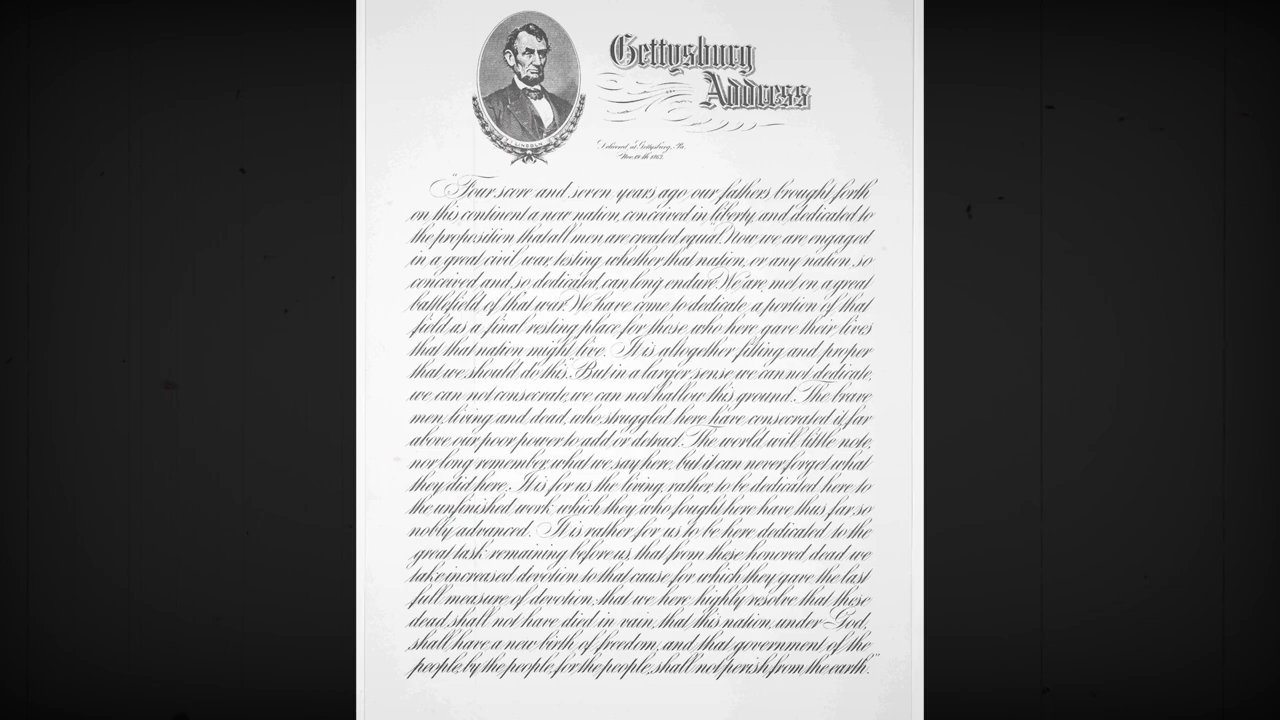 Gettysburg
Address
LINCOLN
Delivered at Gettysburg, Pa.
Nov. 19th 1863.
"Four score and seven years ago our fathers brought forth
on this continent a new nation, conceived in liberty, and dedicated to
the proposition that all men are created equal. Now we are engaged
in a great civil war, testing whether that nation, or any nation so
conceived and so dedicated, can long endure. We are met on a great
battlefield of that war. We have come to dedicate a portion of that
field as a final resting place for those who here gave their lives
that that nation might live. It is altogether fitting and proper
that we should do this. But in a larger sense we can not dedicate,
we can not consecrate, we can not hallow this ground. The brave
men, living and dead, who struggled here have consecrated it, far
above our poor power to add or detract. The world will little note,
nor long remember, what we say here, but it can never forget what
they did here. It is for us the living, rather, to be dedicated here to
the unfinished work which they who fought here have thus far so
nobly advanced. It is rather for us to be here dedicated to the
great task remaining before us, that from these honored dead we
take increased devotion to that cause for which they gave the last
full measure of devotion, that we here highly resolve that these
dead shall not have died in vain, that this nation, under God,
shall have a new birth of freedom, and that government of the
people, by the people, for the people, shall not perish from the earth."